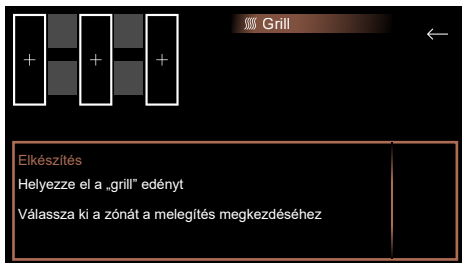 Grill
Elkészítés
Helyezze el a „grill” edényt
Válassza ki a zónát a melegítés megkezdéséhez